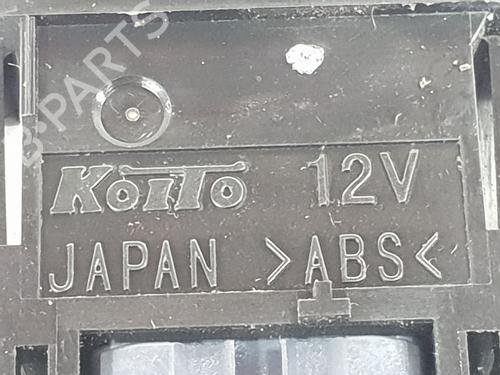 B-PARTS
KoiTo 12V
JAPAN >ABS<